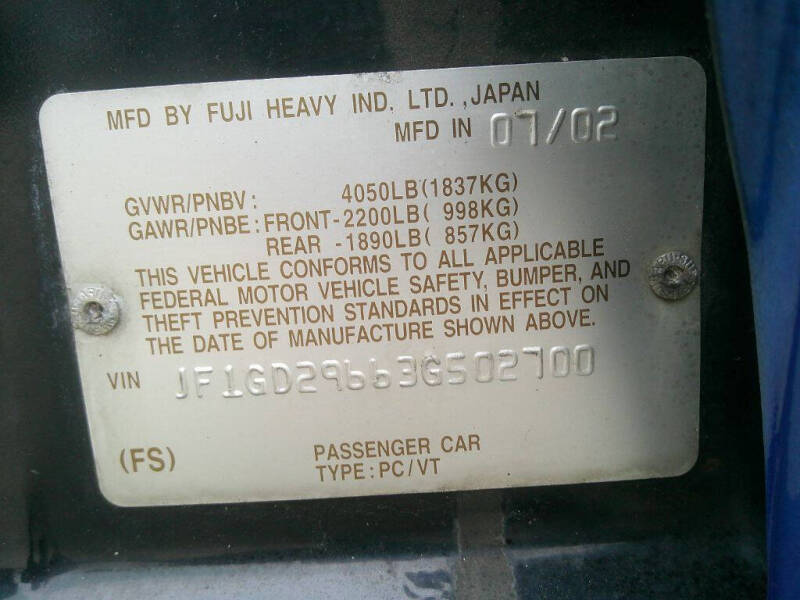 MFD BY FUJI HEAVY IND. LTD. ,JAPAN
MFD IN 07/02
GVWR/PNBV: 4050LB(1837KG)
GAWR/PNBE: FRONT-2200LB( 998KG)
REAR -1890LB( 857KG)
THIS VEHICLE CONFORMS TO ALL APPLICABLE
FEDERAL MOTOR VEHICLE SAFETY, BUMPER, AND
THEFT PREVENTION STANDARDS IN EFFECT ON
THE DATE OF MANUFACTURE SHOWN ABOVE.
VIN JF1GD29663G502700
(FS) PASSENGER CAR
TYPE:PC/VT